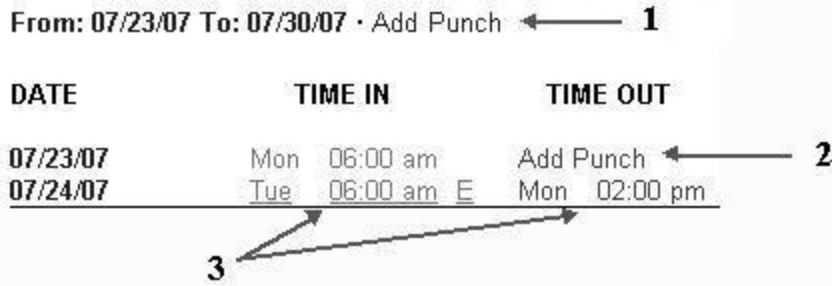 From: 07/23/07 To: 07/30/07 · Add Punch 1
DATE TIME IN TIME OUT
07/23/07 Mon 06:00 am Add Punch 2
07/24/07 Tue 06:00 am E Mon 02:00 pm
3